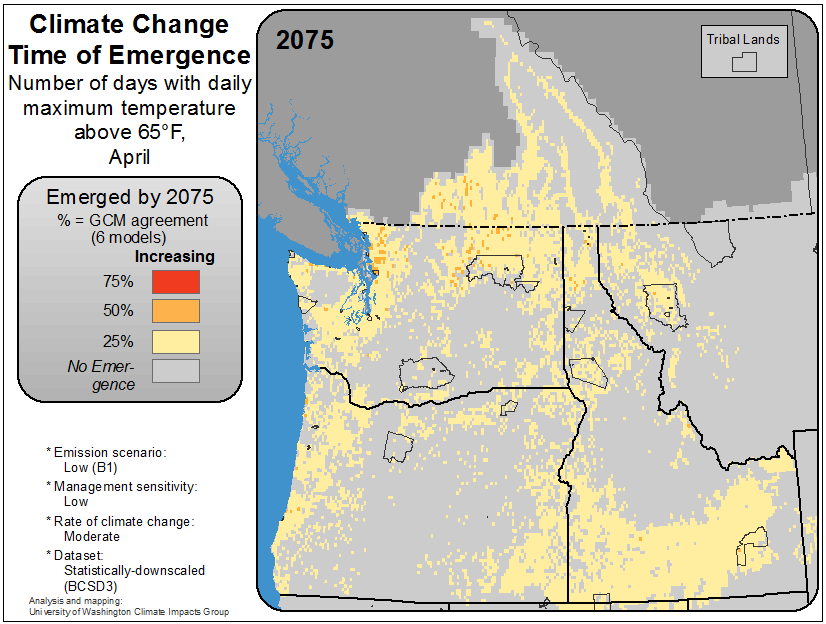 Climate Change
Time of Emergence
Number of days with daily
maximum temperature
above 65°F,
April
Emerged by 2075
% = GCM agreement
(6 models)
Increasing
75%
50%
25%
No Emer-
gence
* Emission scenario:
Low (B1)
* Management sensitivity:
Low
* Rate of climate change:
Moderate
* Dataset:
Statistically-downscaled
(BCSD3)
Analysis and mapping:
University of Washington Climate Impacts Group
2075
Tribal Lands